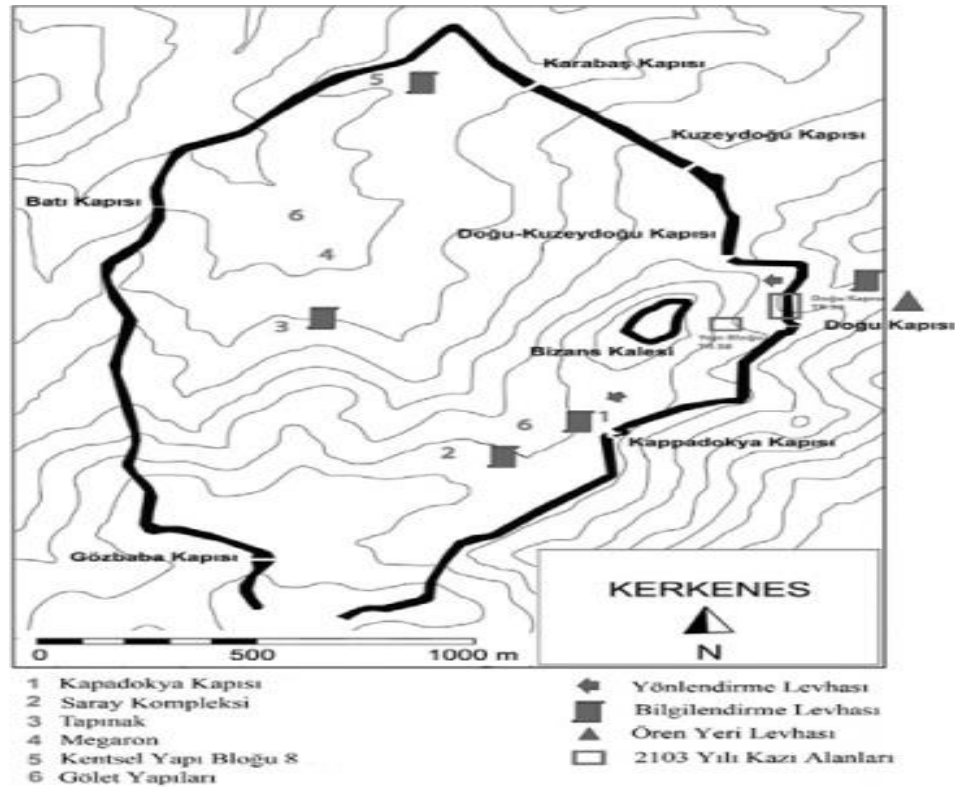 Karabaş Kapısı
5
Kuzeydoğu Kapısı
Batı Kapısı
6
Doğu-Kuzeydoğu Kapısı
4
Doğu Kapısı
3
Doğu Kapısı
Bizans Kalesi
1
6
Kappadokya Kapısı
2
Gözbaba Kapısı
KERKENES
N
0 500 1000 m
1 Kapadokya Kapısı
2 Saray Kompleksi
3 Tapınak
4 Megaron
5 Kentsel Yapı Bloğu 8
6 Gölet Yapıları
Yönlendirme Levhası
Bilgilendirme Levhası
Ören Yeri Levhası
2103 Yılı Kazı Alanları